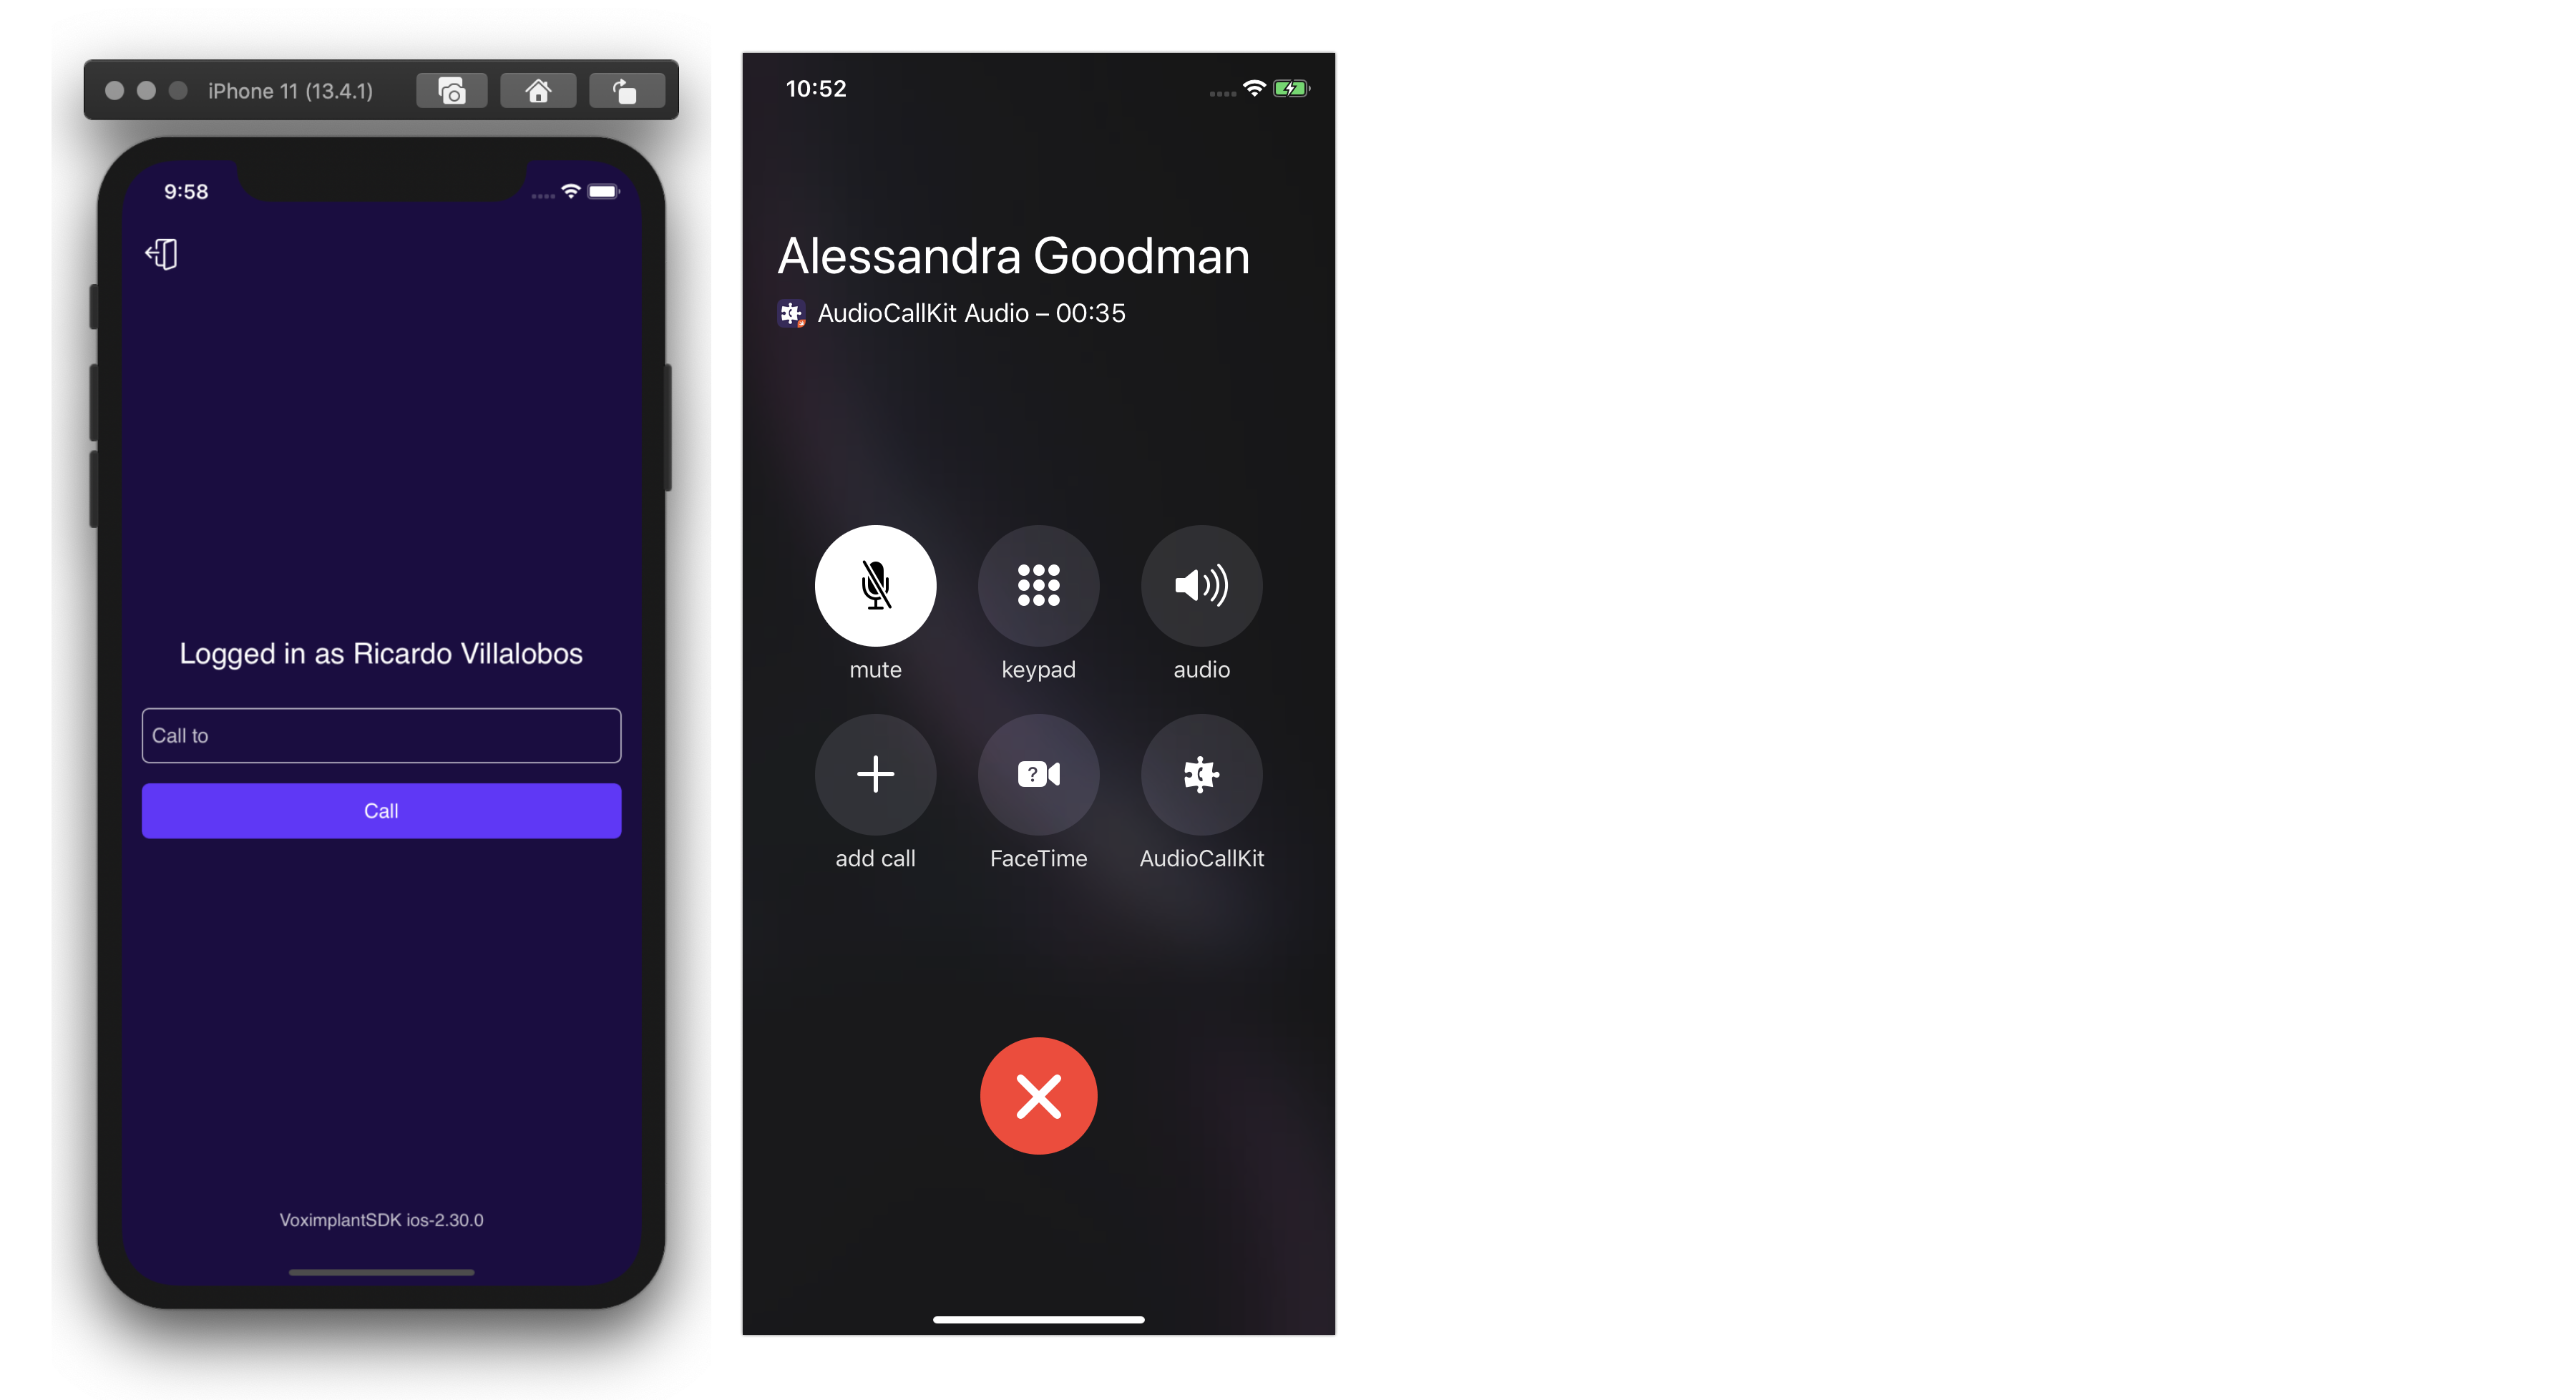 iPhone 11 (13.4.1)
9:58
Logged in as Ricardo Villalobos
Call to
Call
VoximplantSDK ios-2.30.0
10:52
Alessandra Goodman
AudioCallKit Audio – 00:35
mute
keypad
audio
add call
FaceTime
AudioCallKit